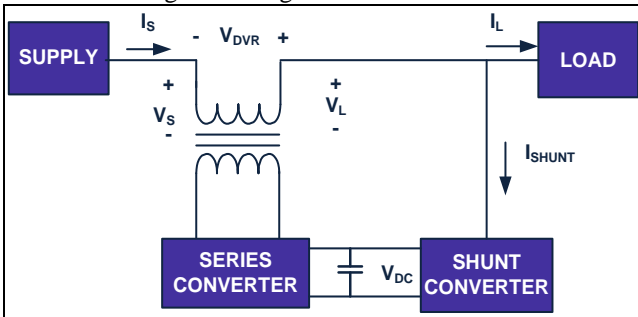 I_S
- V_DVR +
I_L
SUPPLY
LOAD
+
V_S
-
+
V_L
-
I_SHUNT
SERIES
CONVERTER
V_DC
SHUNT
CONVERTER